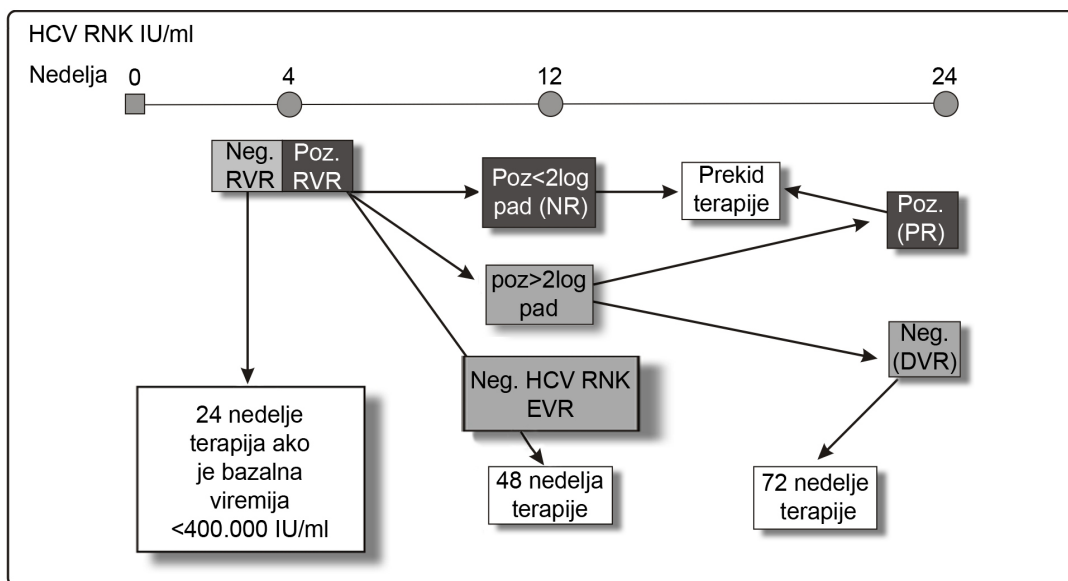 HCV RNK IU/ml
Nedelja 0 4 12 24
Neg.
RVR
Poz.
RVR
Poz<2log
pad (NR)
Prekid
terapije
Poz.
(PR)
poz>2log
pad
Neg.
(DVR)
Neg. HCV RNK
EVR
24 nedelje
terapija ako
je bazalna
viremija
<400.000 IU/ml
48 nedelja
terapije
72 nedelje
terapije